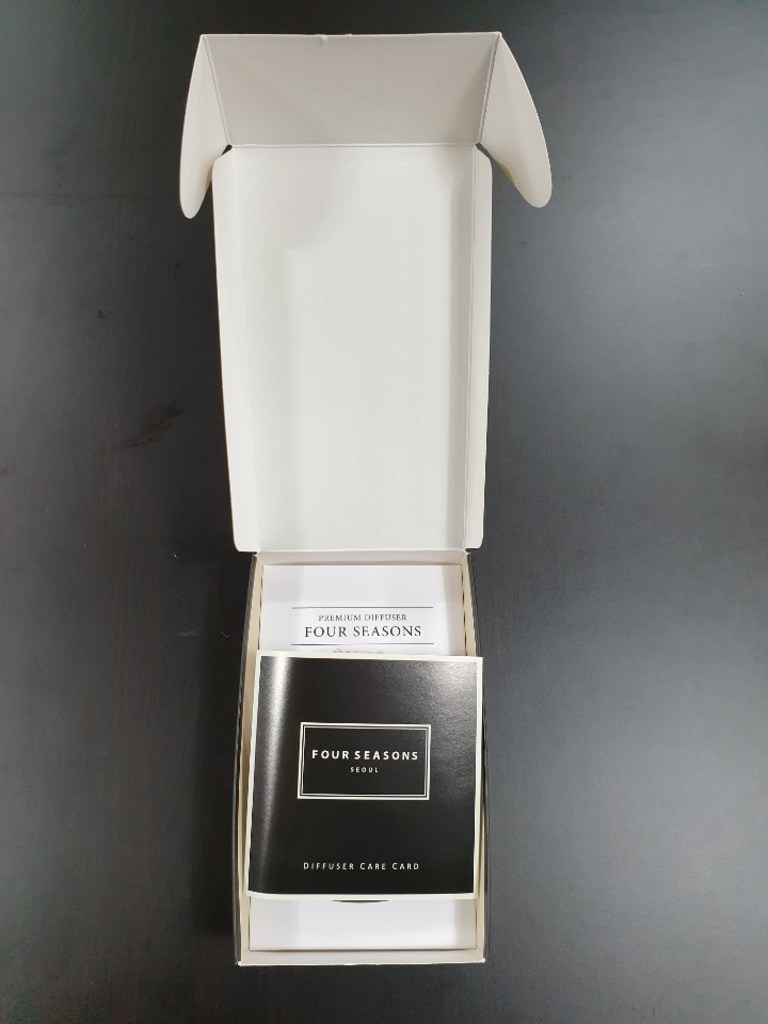 PREMIUM DIFFUSER
FOUR SEASONS
FOUR SEASONS
SEOUL
DIFFUSER CARE CARD